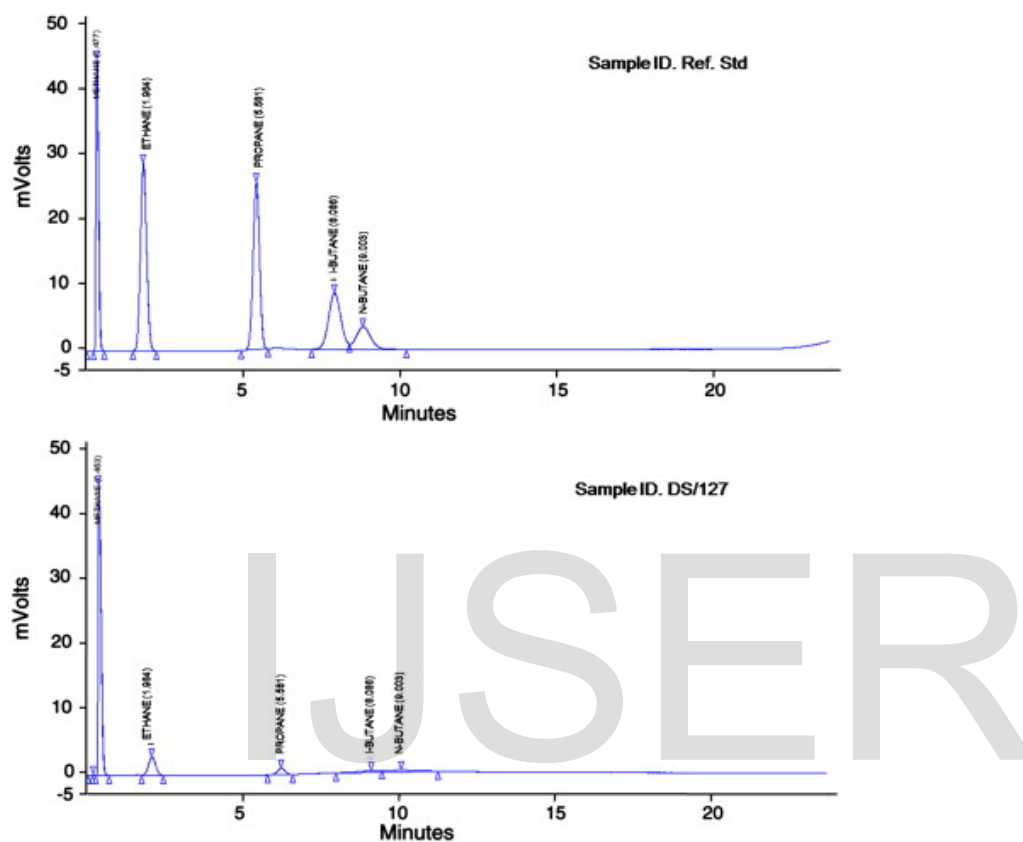 50
40
30
20
10
0
-5
mVolts
ETHANE (1.964)
PROPANE (5.581)
I-BUTANE (8.086)
N-BUTANE (9.003)
Sample ID. Ref. Std
5
10
15
20
Minutes
50
40
30
20
10
0
-5
mVolts
ETHANE (1.964)
PROPANE (5.581)
I-BUTANE (8.086)
N-BUTANE (9.003)
Sample ID. DS/127
5
10
15
20
Minutes
IJSER